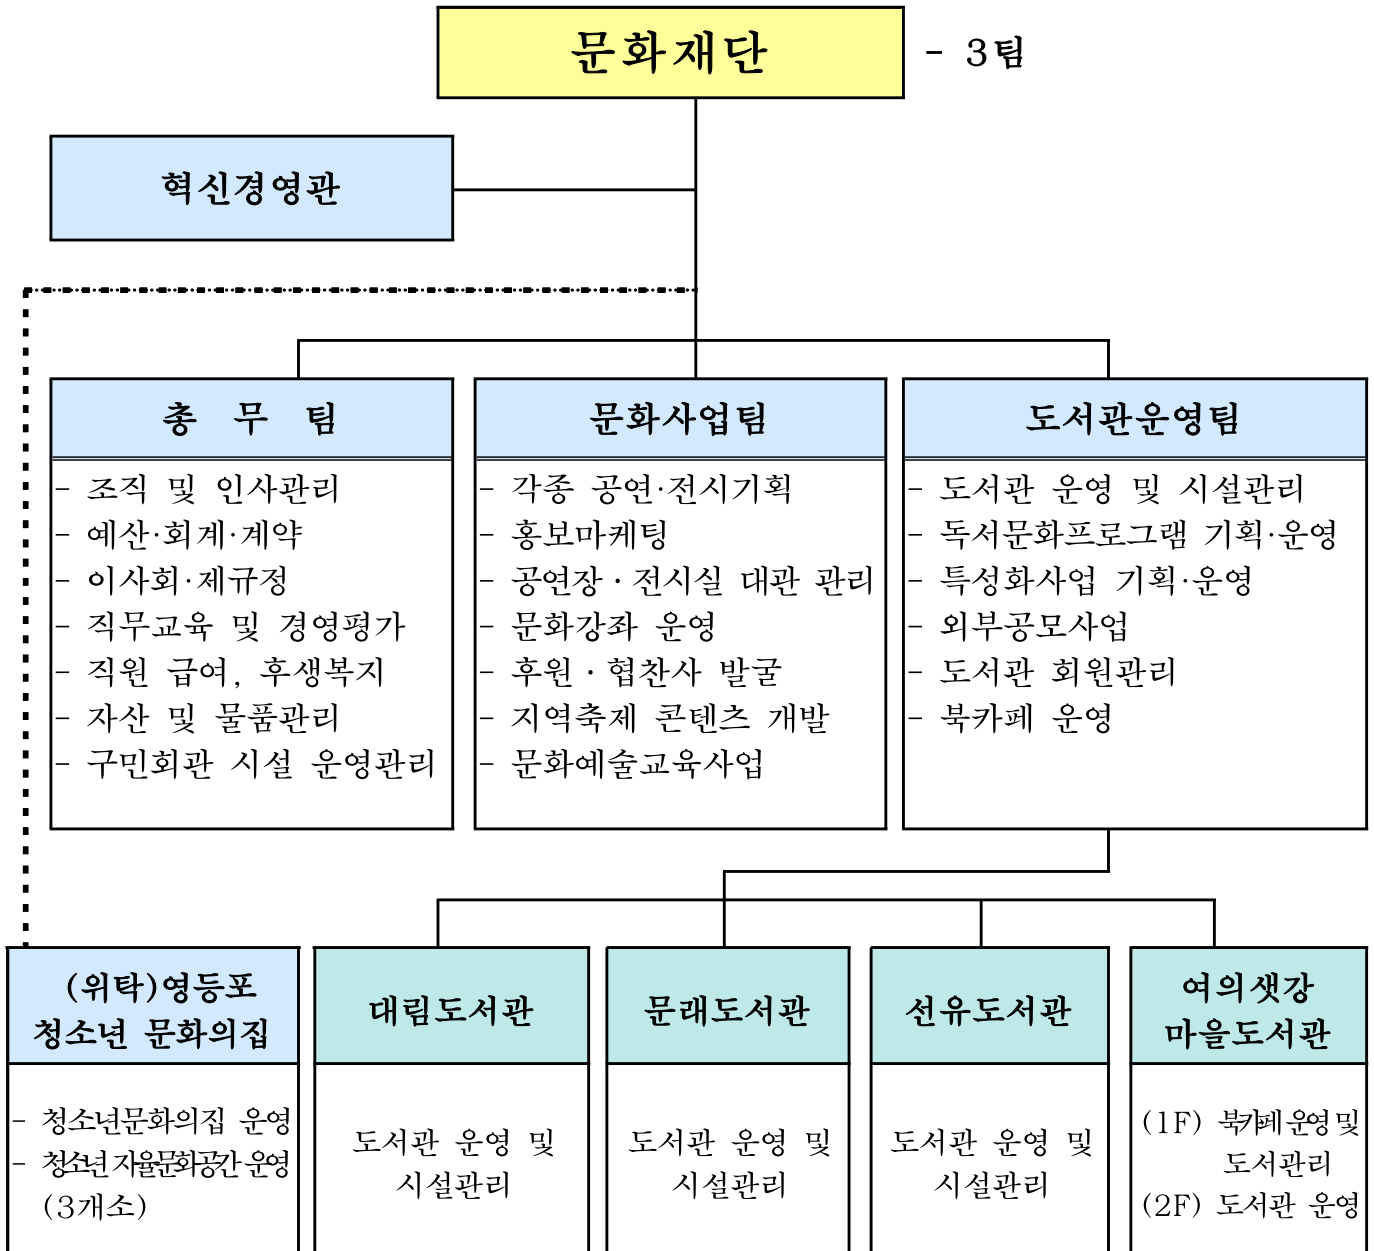 문화재단
- 3팀
혁신경영관
총 무 팀
- 조직 및 인사관리
- 예산·회계·계약
- 이사회·제규정
- 직무교육 및 경영평가
- 직원 급여, 후생복지
- 자산 및 물품관리
- 구민회관 시설 운영관리
문화사업팀
- 각종 공연·전시기획
- 홍보마케팅
- 공연장·전시실 대관 관리
- 문화강좌 운영
- 후원·협찬사 발굴
- 지역축제 콘텐츠 개발
- 문화예술교육사업
도서관운영팀
- 도서관 운영 및 시설관리
- 독서문화프로그램 기획·운영
- 특성화사업 기획·운영
- 외부공모사업
- 도서관 회원관리
- 북카페 운영
(위탁)영등포
청소년 문화의집
- 청소년문화의집 운영
- 청소년 자율문화공간 운영
(3개소)
대림도서관
도서관 운영 및
시설관리
문래도서관
도서관 운영 및
시설관리
선유도서관
도서관 운영 및
시설관리
여의샛강
마을도서관
(1F) 북카페 운영 및
도서관리
(2F) 도서관 운영